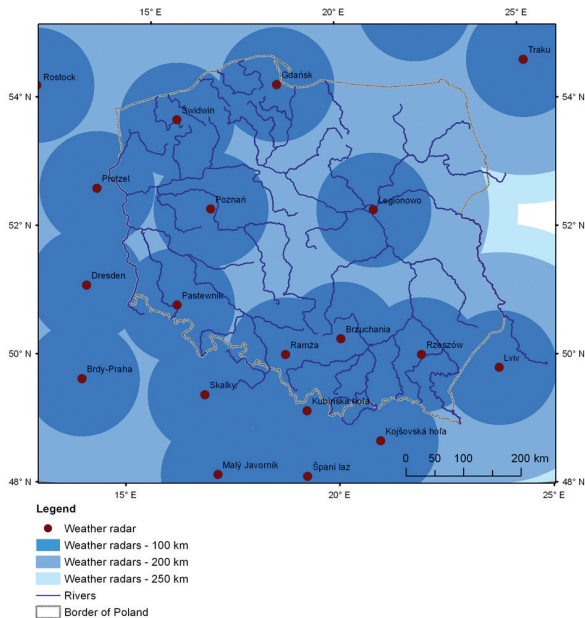 15° E 20° E 25° E
Traku
Rostock
Gdańsk
54° N 54° N
Świdwin
Prötzel
Poznań
Legionowo
52° N 52° N
Dresden
Pastewnik
Brzuchania
Ramża
Rzeszów
50° N 50° N
Lviv
Brdy-Praha
Skalky
Kubínska hoľa
Kojšovská hoľa
Malý Javorník
Španí laz
0 50 100 200 km
48° N 48° N
15° E 20° E 25° E
Legend
Weather radar
Weather radars - 100 km
Weather radars - 200 km
Weather radars - 250 km
Rivers
Border of Poland